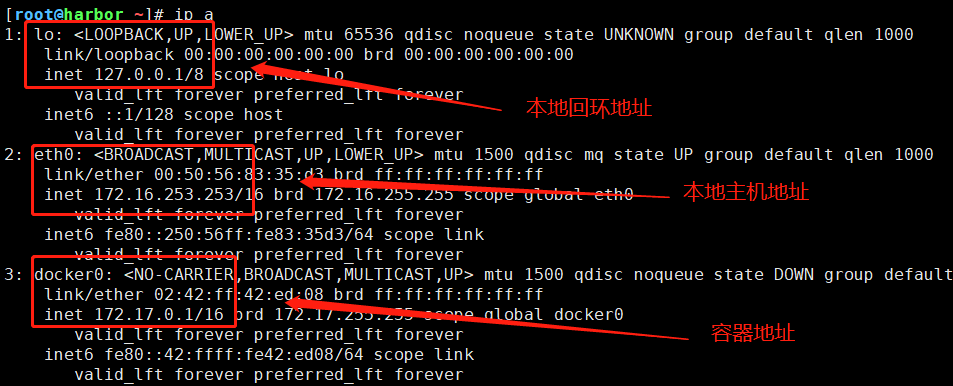 [root@harbor ~]# ip a
1: lo: <LOOPBACK,UP,LOWER_UP> mtu 65536 qdisc noqueue state UNKNOWN group default qlen 1000
link/loopback 00:00:00:00:00:00 brd 00:00:00:00:00:00
inet 127.0.0.1/8 scope host lo
valid_lft forever preferred_lft forever
本地回环地址
inet6 ::1/128 scope host
valid_lft forever preferred_lft forever
2: eth0: <BROADCAST,MULTICAST,UP,LOWER_UP> mtu 1500 qdisc mq state UP group default qlen 1000
link/ether 00:50:56:83:35:d3 brd ff:ff:ff:ff:ff:ff
inet 172.16.253.253/16 brd 172.16.255.255 scope global eth0
本地主机地址
valid_lft forever preferred_lft forever
inet6 fe80::250:56ff:fe83:35d3/64 scope link
valid_lft forever preferred_lft forever
3: docker0: <NO-CARRIER,BROADCAST,MULTICAST,UP> mtu 1500 qdisc noqueue state DOWN group default
link/ether 02:42:ff:42:ed:08 brd ff:ff:ff:ff:ff:ff
inet 172.17.0.1/16 brd 172.17.255.255 scope global docker0
valid_lft forever preferred_lft forever
容器地址
inet6 fe80::42:ffff:fe42:ed08/64 scope link
valid_lft forever preferred_lft forever